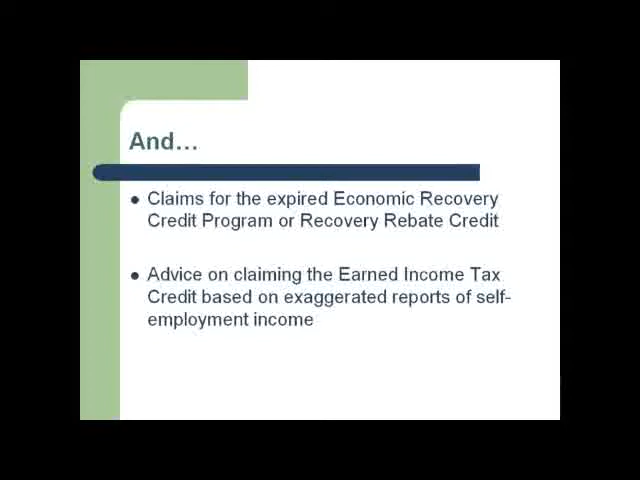 And...
Claims for the expired Economic Recovery
Credit Program or Recovery Rebate Credit
Advice on claiming the Earned Income Tax
Credit based on exaggerated reports of self-
employment income